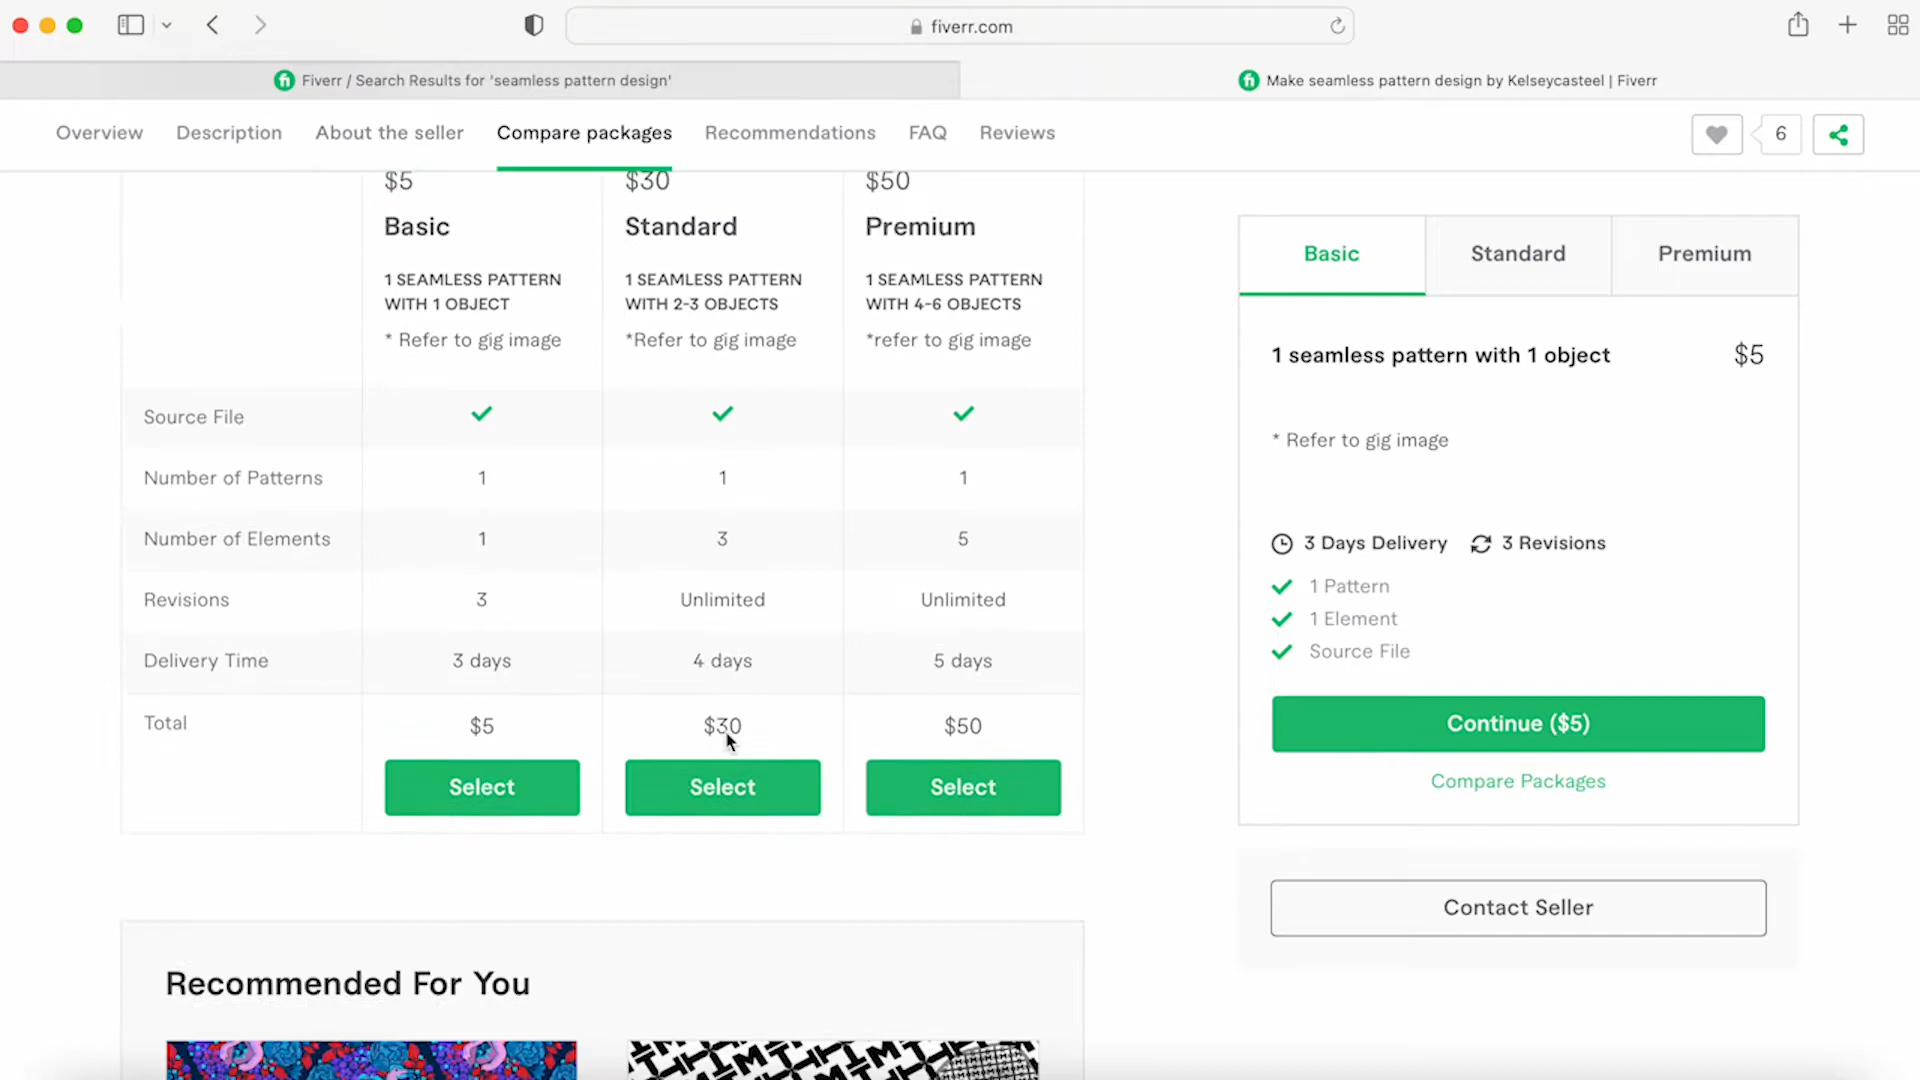 fiverr.com
Fiverr / Search Results for 'seamless pattern design'
Make seamless pattern design by Kelseycasteel | Fiverr
Overview Description About the seller Compare packages Recommendations FAQ Reviews
6
$5 $30 $50
Basic Standard Premium
1 SEAMLESS PATTERN WITH 1 OBJECT
* Refer to gig image
1 SEAMLESS PATTERN WITH 2-3 OBJECTS
*Refer to gig image
1 SEAMLESS PATTERN WITH 4-6 OBJECTS
*refer to gig image
Source File
Number of Patterns 1 1 1
Number of Elements 1 3 5
Revisions 3 Unlimited Unlimited
Delivery Time 3 days 4 days 5 days
Total $5 $30 $50
Select Select Select
Basic Standard Premium
1 seamless pattern with 1 object $5
* Refer to gig image
3 Days Delivery 3 Revisions
1 Pattern
1 Element
Source File
Continue ($5)
Compare Packages
Contact Seller
Recommended For You